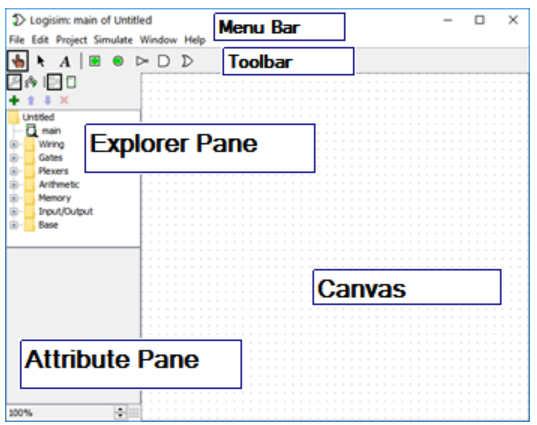 Logisim: main of Untitled
Menu Bar
File Edit Project Simulate Window Help
A
Toolbar
Untitled
main
Wiring
Explorer Pane
Gates
Plexers
Arithmetic
Memory
Input/Output
Base
Canvas
Attribute Pane
100%